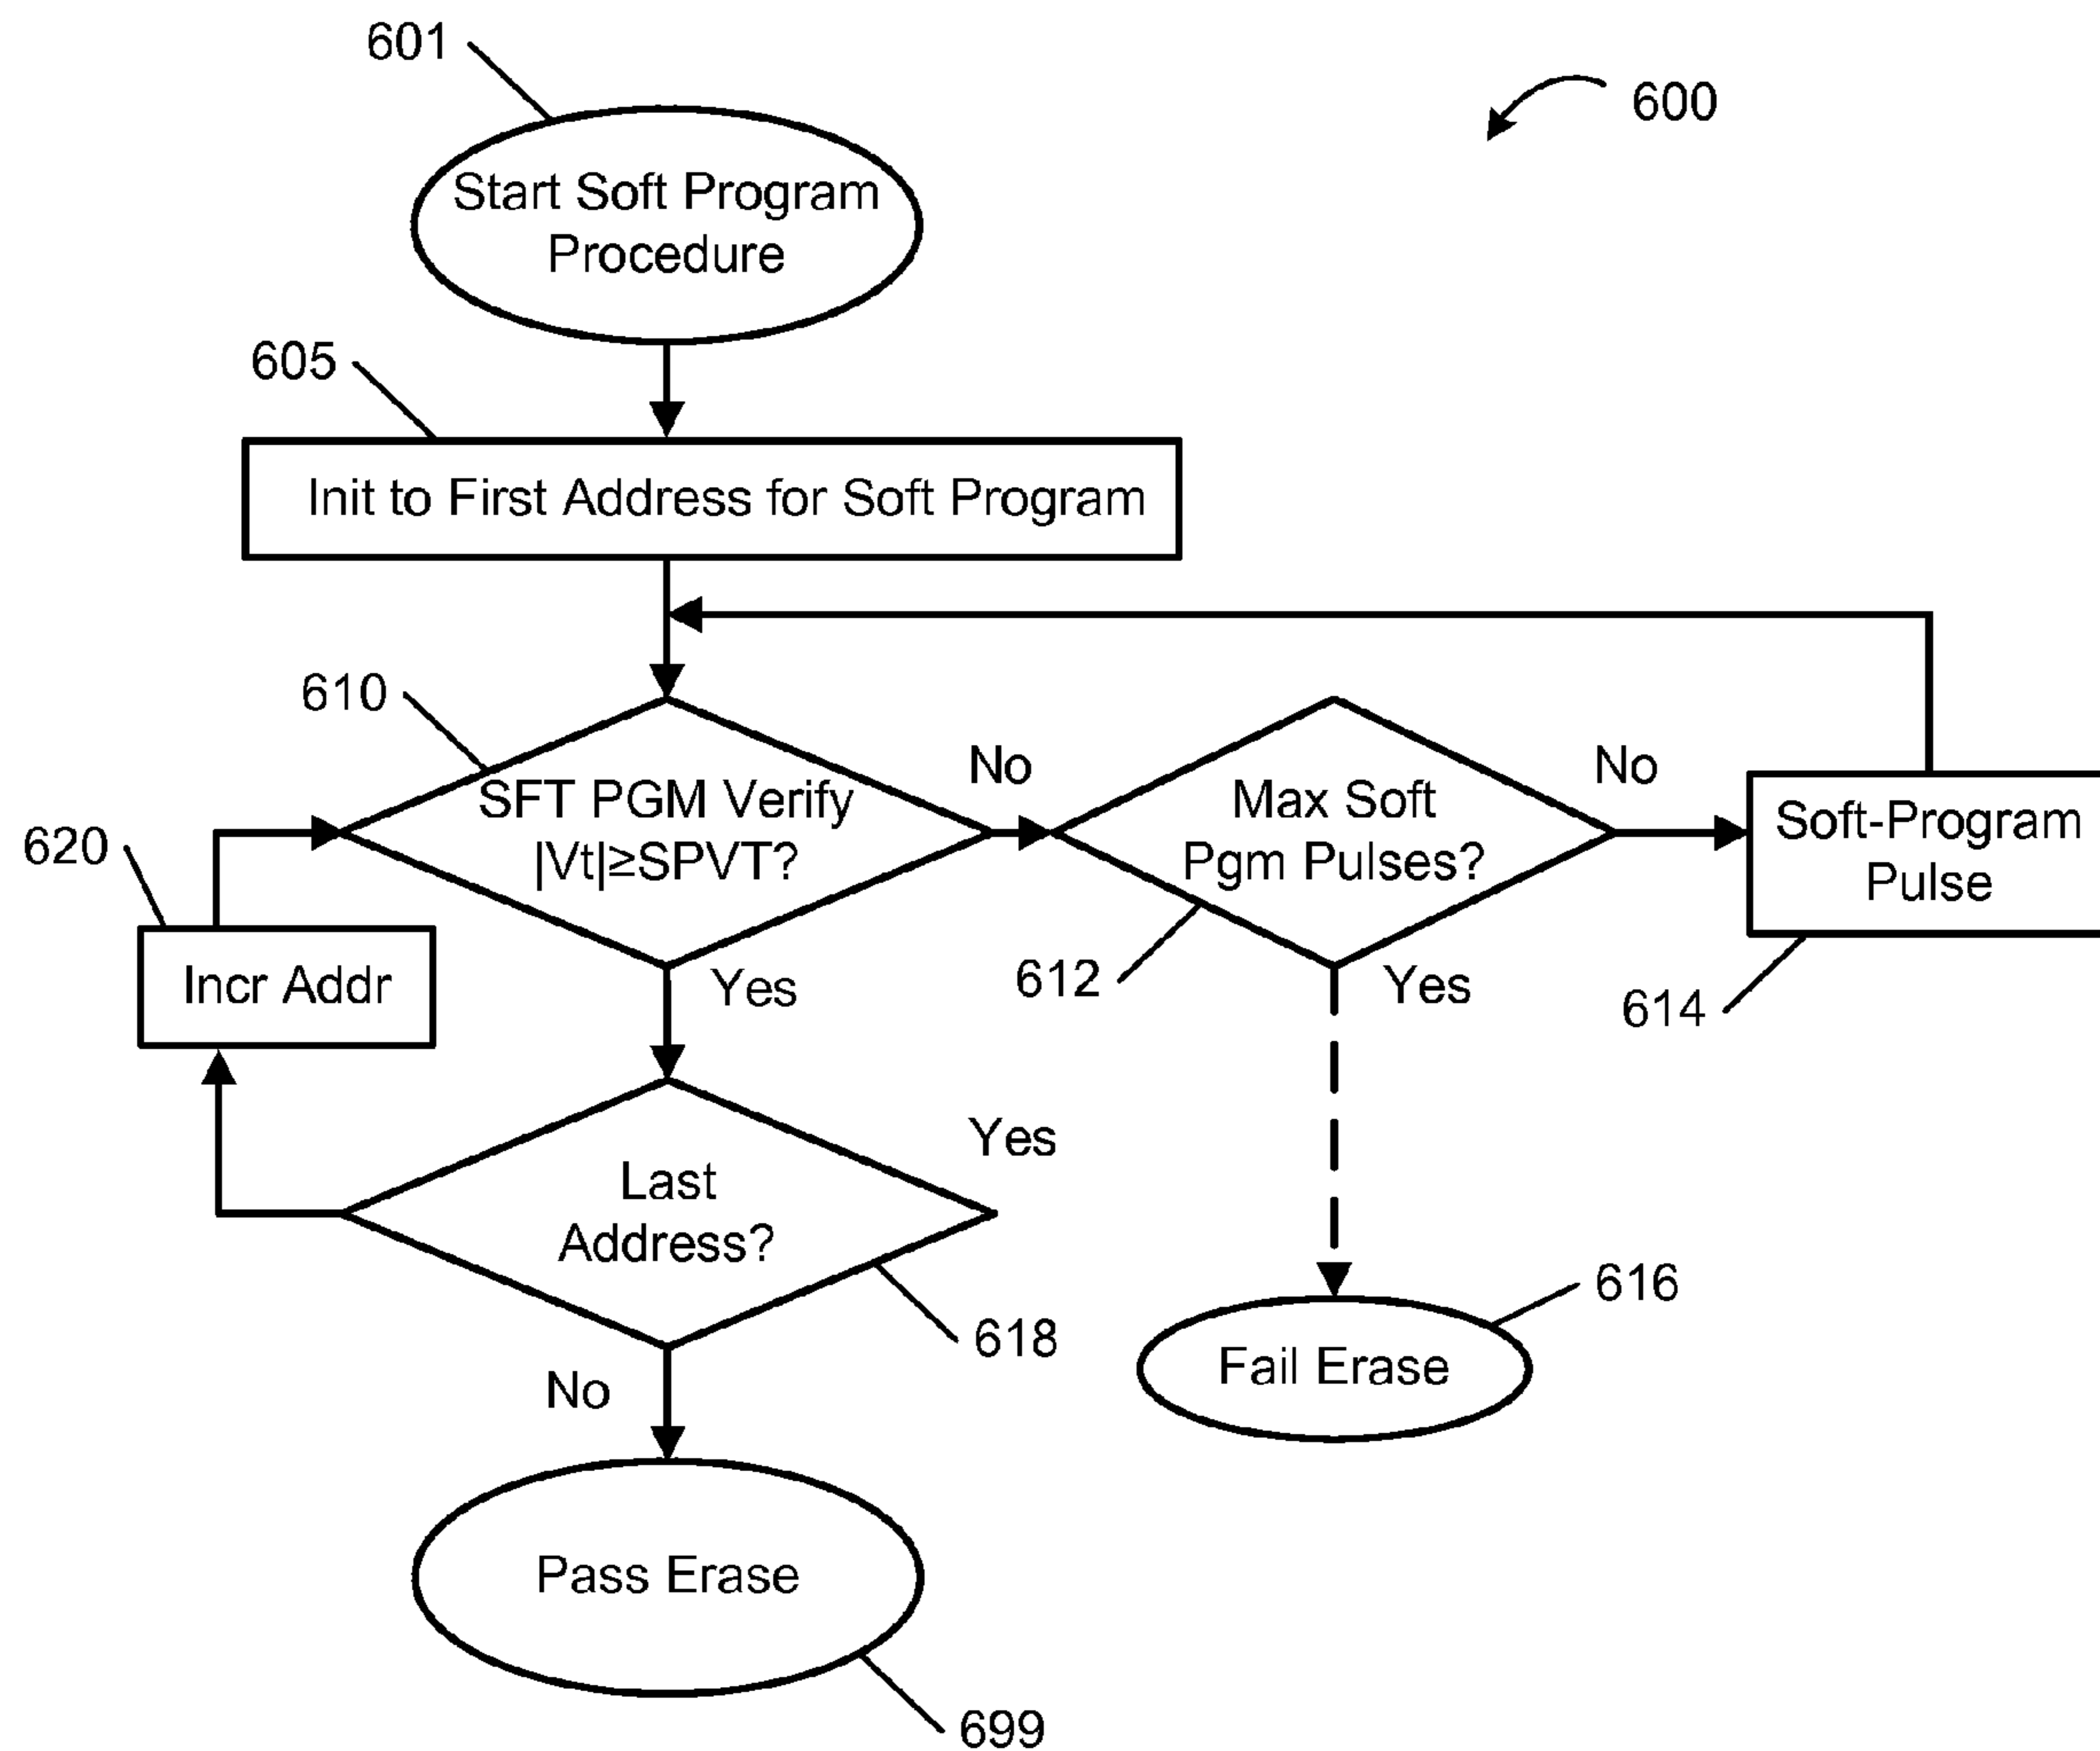 601
600
Start Soft Program
Procedure
605
Init to First Address for Soft Program
610
SFT PGM Verify
|Vt|≥SPVT?
No
Max Soft
Pgm Pulses?
No
Soft-Program
Pulse
620
Incr Addr
Yes
612
Yes
614
Last
Address?
Yes
618
616
Fail Erase
No
Pass Erase
699